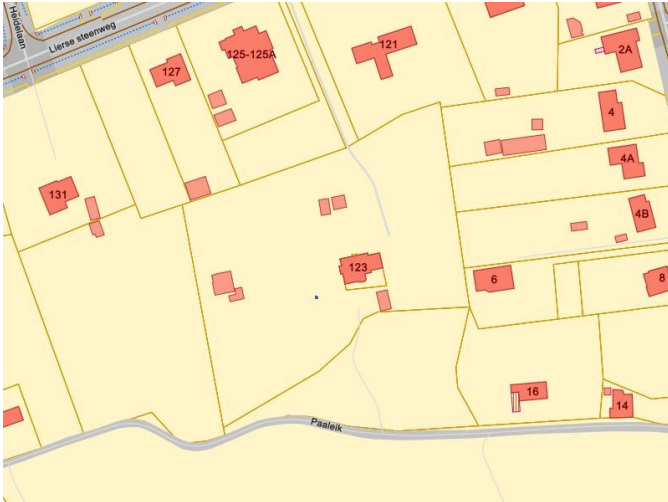 Heidelaan
Lierse steenweg
121
125-125A
2A
127
4
4A
131
4B
123
6
8
16
14
Paaleik